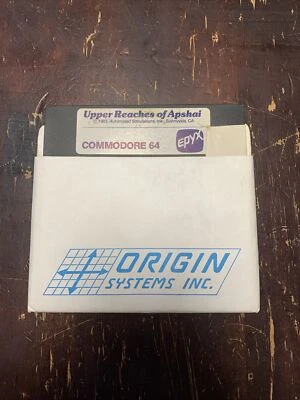 Upper Reaches of Apshai
© 1983, Automated Simulations, Inc., Sunnyvale, CA
COMMODORE 64
EPYX
ORIGIN
SYSTEMS INC.